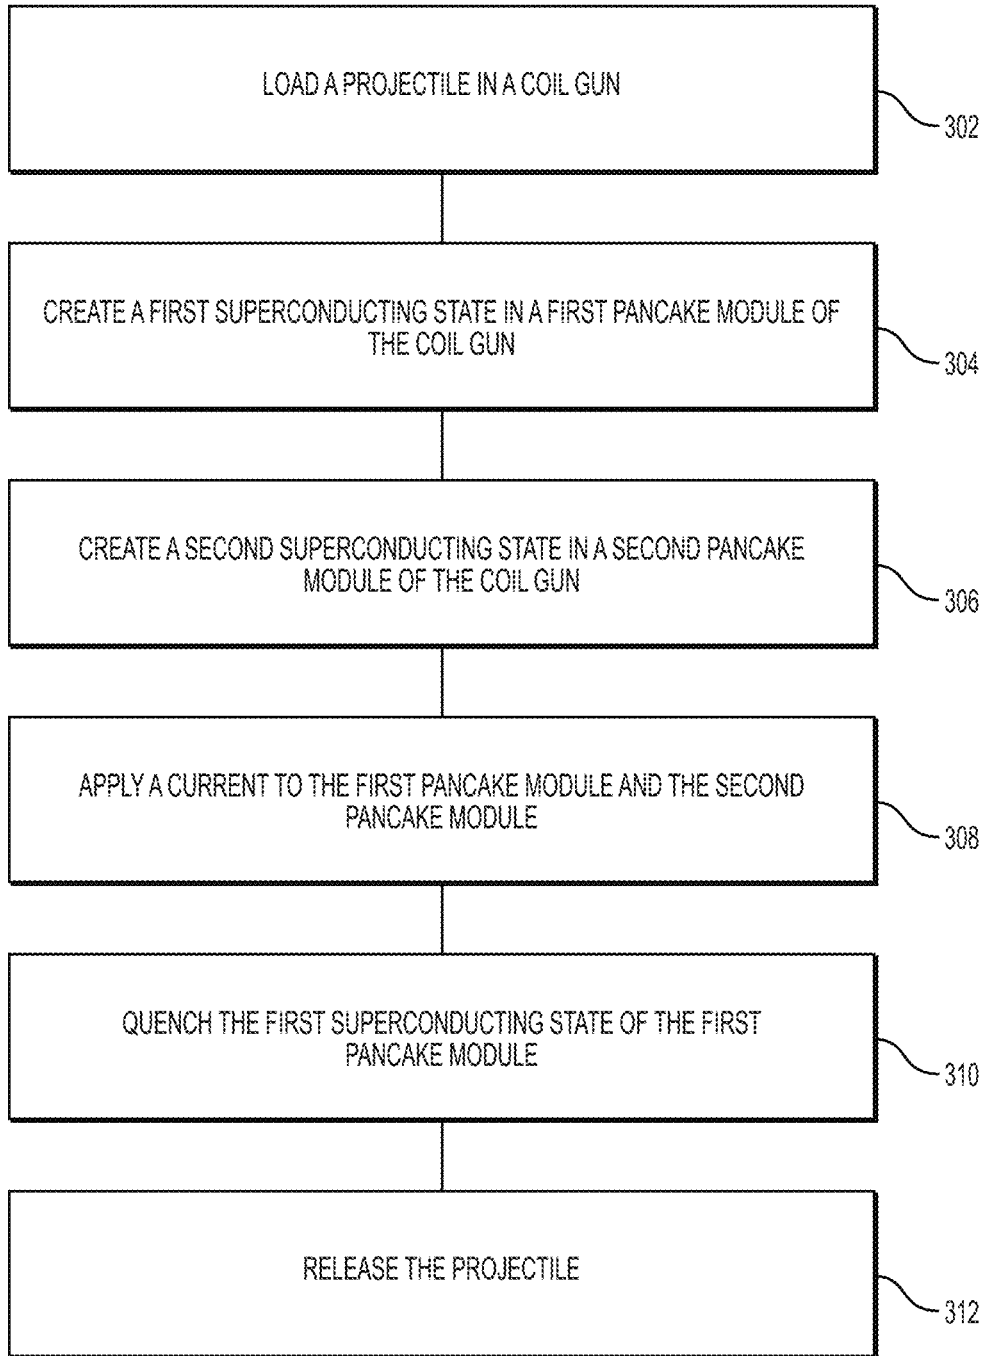 LOAD A PROJECTILE IN A COIL GUN
302
CREATE A FIRST SUPERCONDUCTING STATE IN A FIRST PANCAKE MODULE OF
THE COIL GUN
304
CREATE A SECOND SUPERCONDUCTING STATE IN A SECOND PANCAKE
MODULE OF THE COIL GUN
306
APPLY A CURRENT TO THE FIRST PANCAKE MODULE AND THE SECOND
PANCAKE MODULE
308
QUENCH THE FIRST SUPERCONDUCTING STATE OF THE FIRST
PANCAKE MODULE
310
RELEASE THE PROJECTILE
312